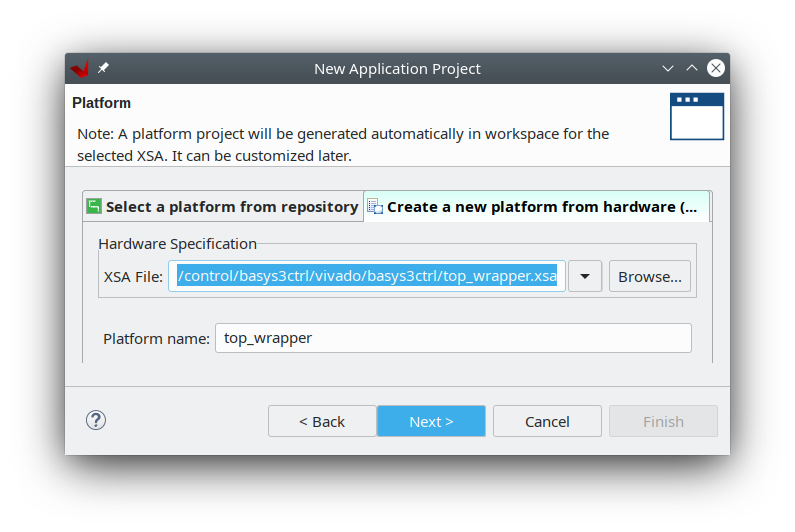 New Application Project
Platform
Note: A platform project will be generated automatically in workspace for the
selected XSA. It can be customized later.
Select a platform from repository
Create a new platform from hardware (...
Hardware Specification
XSA File:
/control/basys3ctrl/vivado/basys3ctrl/top_wrapper.xsa
Browse...
Platform name:
top_wrapper
?
< Back
Next >
Cancel
Finish